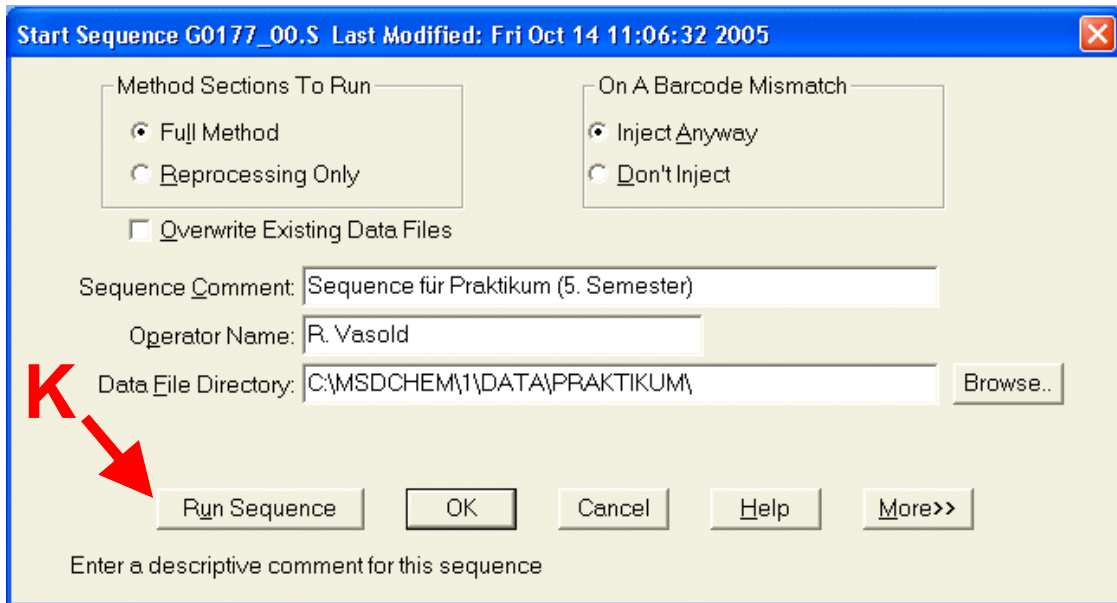 Start Sequence G0177_00.S Last Modified: Fri Oct 14 11:06:32 2005
Method Sections To Run
Full Method
Reprocessing Only
On A Barcode Mismatch
Inject Anyway
Don't Inject
Overwrite Existing Data Files
Sequence Comment: Sequence für Praktikum (5. Semester)
Operator Name: R. Vasold
Data File Directory: C:\MSDCHEM\1\DATA\PRAKTIKUM\ Browse..
K
Run Sequence OK Cancel Help More>>
Enter a descriptive comment for this sequence